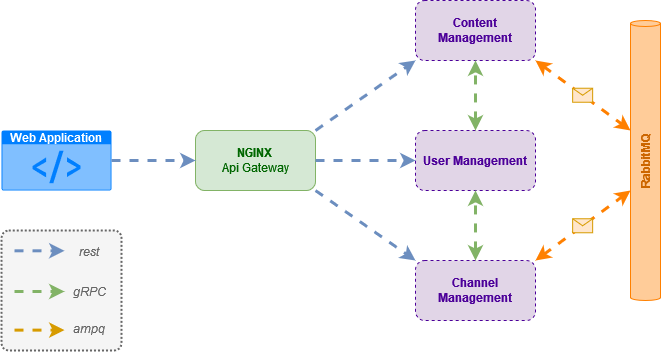 Content
Management
Web Application
</>
NGINX
Api Gateway
User Management
RabbitMQ
Channel
Management
rest
gRPC
ampq